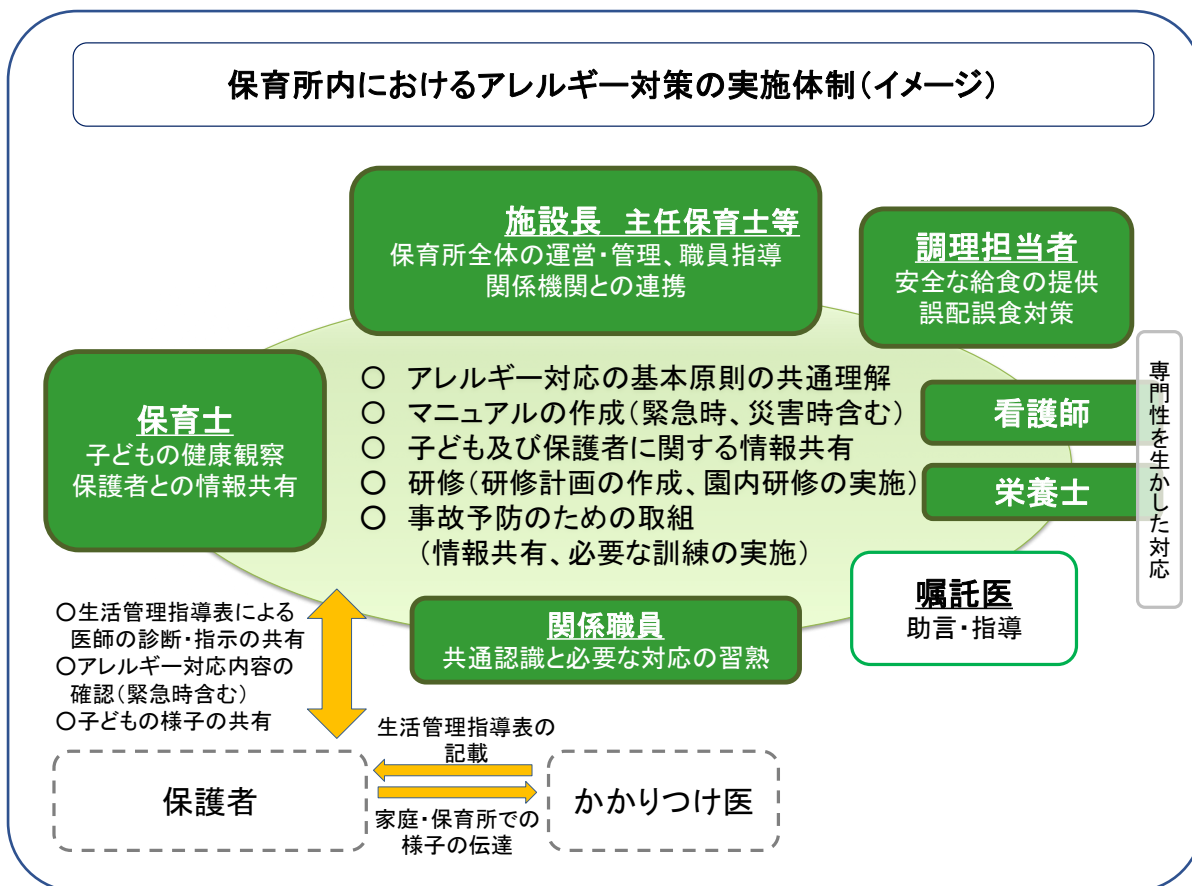 保育所内におけるアレルギー対策の実施体制(イメージ)
施設長 主任保育士等
保育所全体の運営・管理、職員指導
関係機関との連携
調理担当者
安全な給食の提供
誤配誤食対策
保育士
子どもの健康観察
保護者との情報共有
○ アレルギー対応の基本原則の共通理解
○ マニュアルの作成(緊急時、災害時含む)
○ 子ども及び保護者に関する情報共有
○ 研修(研修計画の作成、園内研修の実施)
○ 事故予防のための取組
(情報共有、必要な訓練の実施)
看護師
栄養士
専門性を生かした対応
嘱託医
助言・指導
関係職員
共通認識と必要な対応の習熟
○生活管理指導表による
医師の診断・指示の共有
○アレルギー対応内容の
確認(緊急時含む)
○子どもの様子の共有
保護者
生活管理指導表の
記載
家庭・保育所での
様子の伝達
かかりつけ医